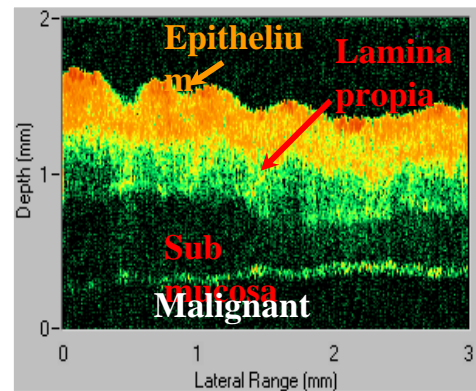 2
Epitheliu
m
Lamina
propia
Depth (mm)
1
Sub
mucosa
Malignant
0
0 1 2 3
Lateral Range (mm)